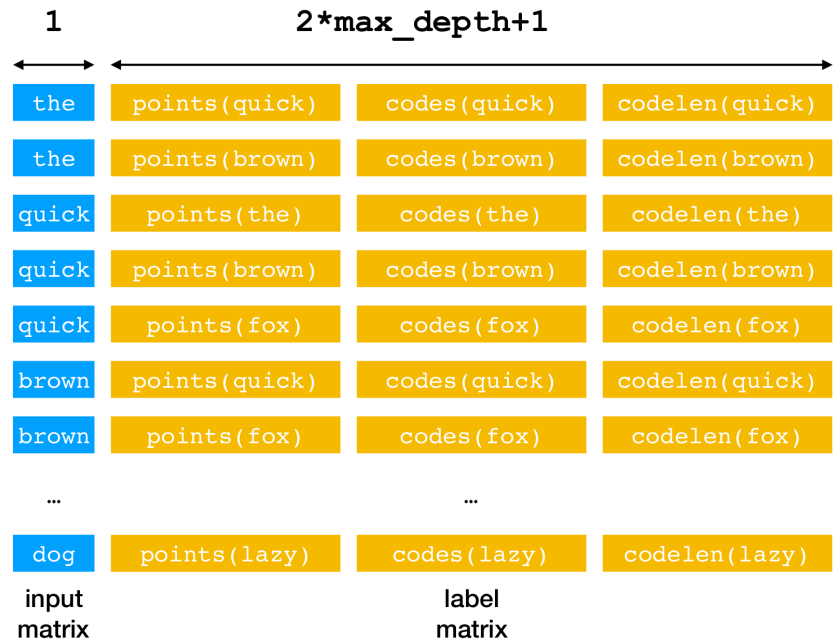 1 2*max_depth+1
the points(quick) codes(quick) codelen(quick)
the points(brown) codes(brown) codelen(brown)
quick points(the) codes(the) codelen(the)
quick points(brown) codes(brown) codelen(brown)
quick points(fox) codes(fox) codelen(fox)
brown points(quick) codes(quick) codelen(quick)
brown points(fox) codes(fox) codelen(fox)
… …
dog points(lazy) codes(lazy) codelen(lazy)
input label
matrix matrix